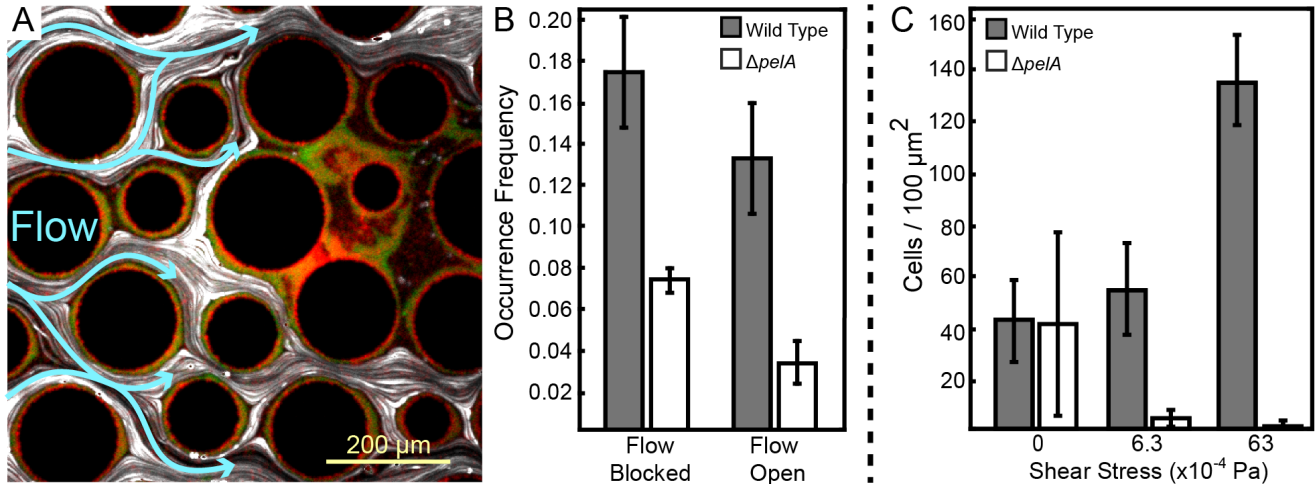 A
Flow
200 μm
B
Occurrence Frequency
0.20
0.18
0.16
0.14
0.12
0.10
0.08
0.06
0.04
0.02
Wild Type
ΔpelA
Flow Blocked
Flow Open
C
Cells / 100 μm²
160
140
120
100
80
60
40
20
Wild Type
ΔpelA
0
6.3
63
Shear Stress (x10⁻⁴ Pa)